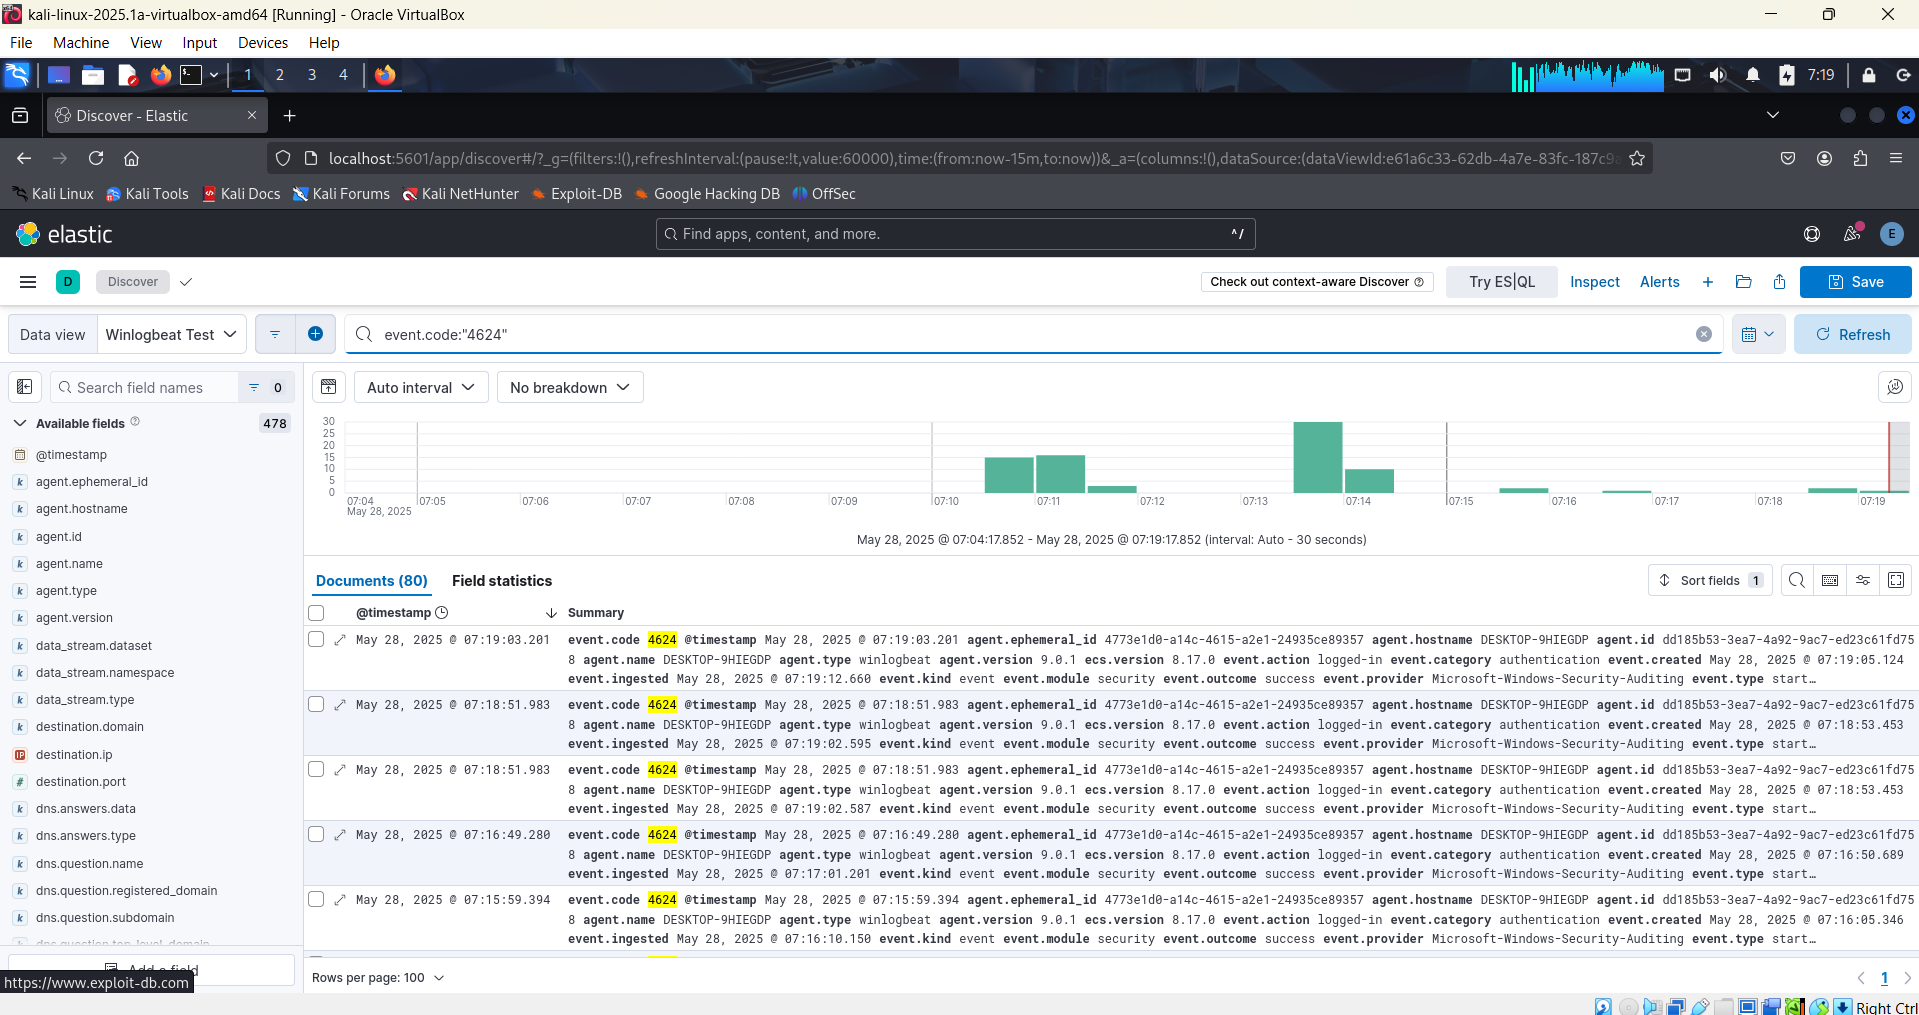 kali-linux-2025.1a-virtualbox-amd64 [Running] - Oracle VirtualBox
File Machine View Input Devices Help
1 2 3 4 7:19
Discover - Elastic
localhost:5601/app/discover#/?_g=(filters:!(),refreshInterval:(pause:!t,value:60000),time:(from:now-15m,to:now))&_a=(columns:!(),dataSource:(dataViewId:e61a6c33-62db-4a7e-83fc-187c9
Kali Linux Kali Tools Kali Docs Kali Forums Kali NetHunter Exploit-DB Google Hacking DB OffSec
elastic Find apps, content, and more. ^/ E
D Discover Check out context-aware Discover Try ES|QL Inspect Alerts Save
Data view Winlogbeat Test event.code:"4624" Refresh
Search field names 0 Auto interval No breakdown
Available fields 478
@timestamp
agent.ephemeral_id
agent.hostname
agent.id
agent.name
agent.type
agent.version
data_stream.dataset
data_stream.namespace
data_stream.type
destination.domain
destination.ip
destination.port
dns.answers.data
dns.answers.type
dns.question.name
dns.question.registered_domain
dns.question.subdomain
dns.question.top_level_domain
Add a field
https://www.exploit-db.com
30
25
20
15
10
5
0
07:04 07:05 07:06 07:07 07:08 07:09 07:10 07:11 07:12 07:13 07:14 07:15 07:16 07:17 07:18 07:19
May 28, 2025
May 28, 2025 @ 07:04:17.852 - May 28, 2025 @ 07:19:17.852 (interval: Auto - 30 seconds)
Documents (80) Field statistics Sort fields 1
@timestamp Summary
May 28, 2025 @ 07:19:03.201 event.code 4624 @timestamp May 28, 2025 @ 07:19:03.201 agent.ephemeral_id 4773e1d0-a14c-4615-a2e1-24935ce89357 agent.hostname DESKTOP-9HIEGDP agent.id dd185b53-3ea7-4a92-9ac7-ed23c61fd75
8 agent.name DESKTOP-9HIEGDP agent.type winlogbeat agent.version 9.0.1 ecs.version 8.17.0 event.action logged-in event.category authentication event.created May 28, 2025 @ 07:19:05.124
event.ingested May 28, 2025 @ 07:19:12.660 event.kind event event.module security event.outcome success event.provider Microsoft-Windows-Security-Auditing event.type start…
May 28, 2025 @ 07:18:51.983 event.code 4624 @timestamp May 28, 2025 @ 07:18:51.983 agent.ephemeral_id 4773e1d0-a14c-4615-a2e1-24935ce89357 agent.hostname DESKTOP-9HIEGDP agent.id dd185b53-3ea7-4a92-9ac7-ed23c61fd75
8 agent.name DESKTOP-9HIEGDP agent.type winlogbeat agent.version 9.0.1 ecs.version 8.17.0 event.action logged-in event.category authentication event.created May 28, 2025 @ 07:18:53.453
event.ingested May 28, 2025 @ 07:19:02.595 event.kind event event.module security event.outcome success event.provider Microsoft-Windows-Security-Auditing event.type start…
May 28, 2025 @ 07:18:51.983 event.code 4624 @timestamp May 28, 2025 @ 07:18:51.983 agent.ephemeral_id 4773e1d0-a14c-4615-a2e1-24935ce89357 agent.hostname DESKTOP-9HIEGDP agent.id dd185b53-3ea7-4a92-9ac7-ed23c61fd75
8 agent.name DESKTOP-9HIEGDP agent.type winlogbeat agent.version 9.0.1 ecs.version 8.17.0 event.action logged-in event.category authentication event.created May 28, 2025 @ 07:18:53.453
event.ingested May 28, 2025 @ 07:19:02.587 event.kind event event.module security event.outcome success event.provider Microsoft-Windows-Security-Auditing event.type start…
May 28, 2025 @ 07:16:49.280 event.code 4624 @timestamp May 28, 2025 @ 07:16:49.280 agent.ephemeral_id 4773e1d0-a14c-4615-a2e1-24935ce89357 agent.hostname DESKTOP-9HIEGDP agent.id dd185b53-3ea7-4a92-9ac7-ed23c61fd75
8 agent.name DESKTOP-9HIEGDP agent.type winlogbeat agent.version 9.0.1 ecs.version 8.17.0 event.action logged-in event.category authentication event.created May 28, 2025 @ 07:16:50.689
event.ingested May 28, 2025 @ 07:17:01.201 event.kind event event.module security event.outcome success event.provider Microsoft-Windows-Security-Auditing event.type start…
May 28, 2025 @ 07:15:59.394 event.code 4624 @timestamp May 28, 2025 @ 07:15:59.394 agent.ephemeral_id 4773e1d0-a14c-4615-a2e1-24935ce89357 agent.hostname DESKTOP-9HIEGDP agent.id dd185b53-3ea7-4a92-9ac7-ed23c61fd75
8 agent.name DESKTOP-9HIEGDP agent.type winlogbeat agent.version 9.0.1 ecs.version 8.17.0 event.action logged-in event.category authentication event.created May 28, 2025 @ 07:16:05.346
event.ingested May 28, 2025 @ 07:16:10.150 event.kind event event.module security event.outcome success event.provider Microsoft-Windows-Security-Auditing event.type start…
Rows per page: 100 1
Right Ctrl